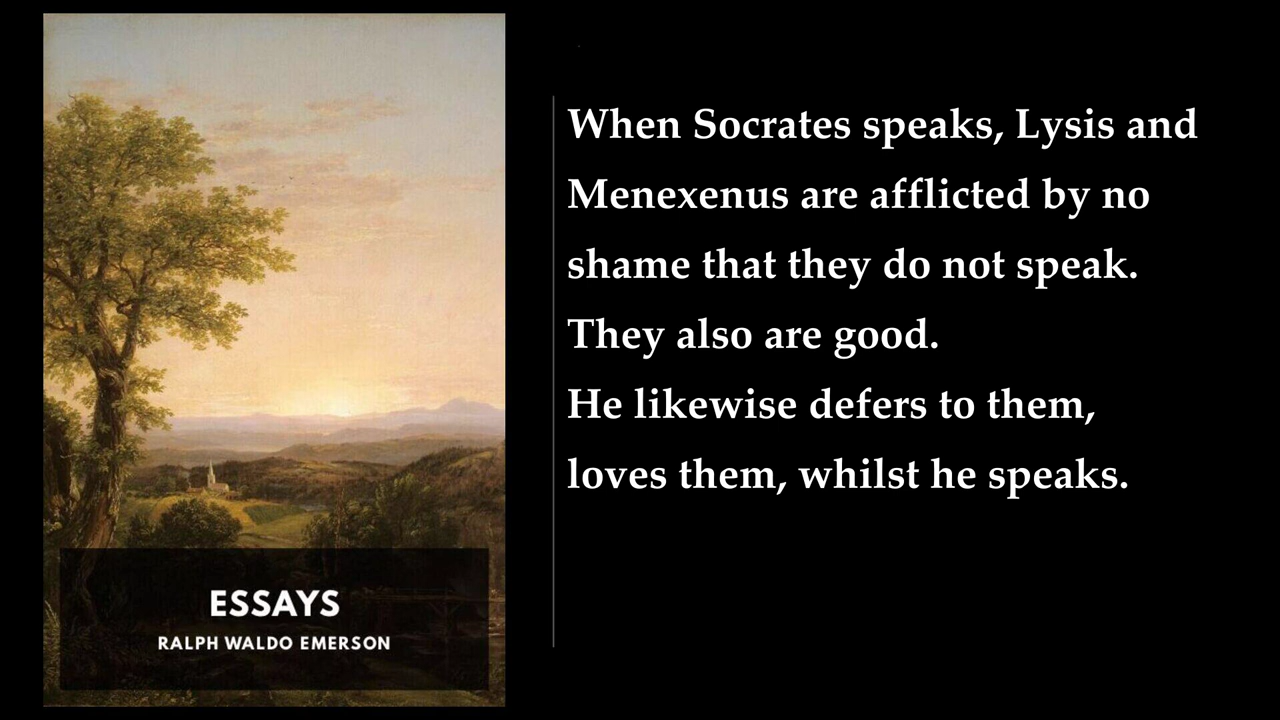 When Socrates speaks, Lysis and
Menexenus are afflicted by no
shame that they do not speak.
They also are good.
He likewise defers to them,
loves them, whilst he speaks.
ESSAYS
RALPH WALDO EMERSON